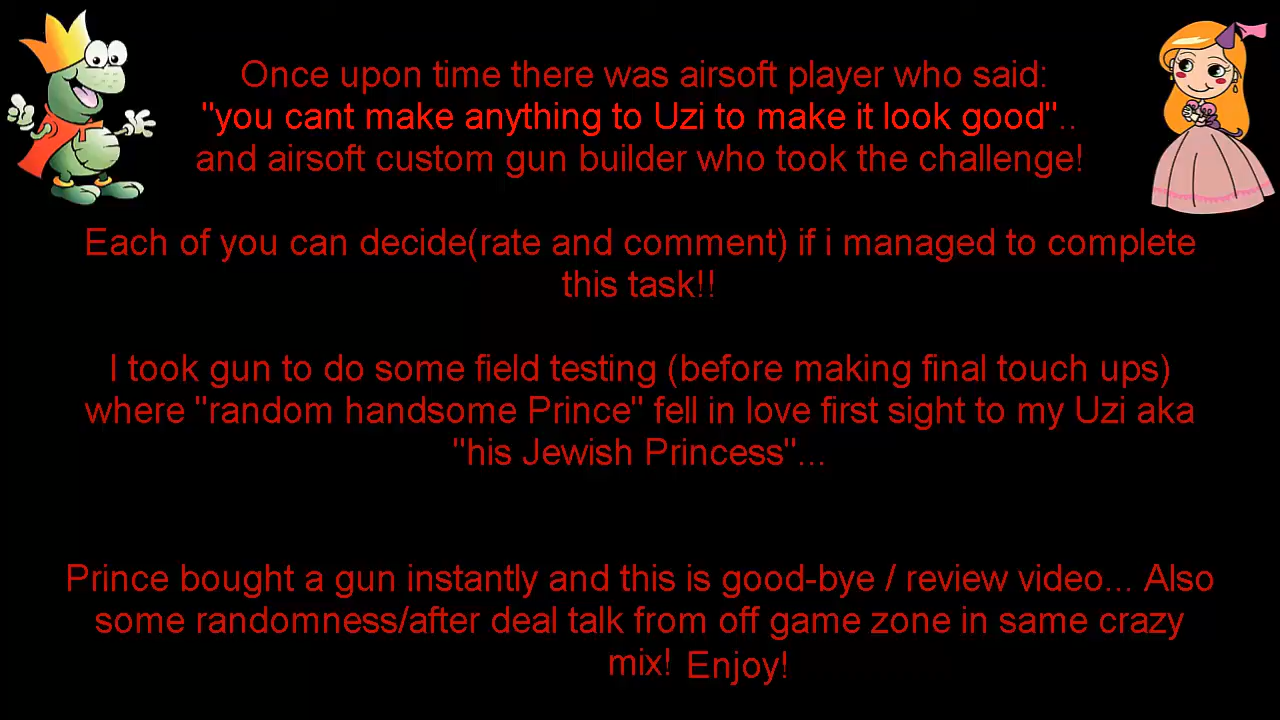 Once upon time there was airsoft player who said:
"you cant make anything to Uzi to make it look good"..
and airsoft custom gun builder who took the challenge!
Each of you can decide(rate and comment) if i managed to complete
this task!!
I took gun to do some field testing (before making final touch ups)
where "random handsome Prince" fell in love first sight to my Uzi aka
"his Jewish Princess"...
Prince bought a gun instantly and this is good-bye / review video... Also
some randomness/after deal talk from off game zone in same crazy
mix! Enjoy!